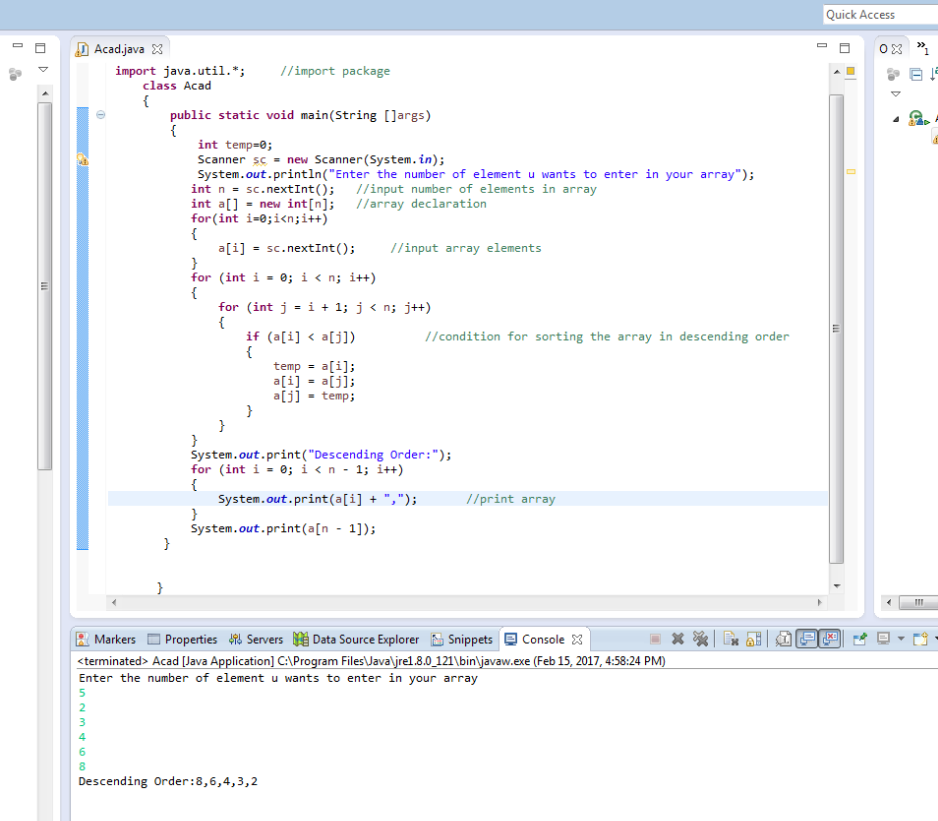 Quick Access
Acad.java
O
1
import java.util.*;     //import package
class Acad
{
public static void main(String []args)
{
int temp=0;
Scanner sc = new Scanner(System.in);
System.out.println("Enter the number of element u wants to enter in your array");
int n = sc.nextInt();   //input number of elements in array
int a[] = new int[n];   //array declaration
for(int i=0;i<n;i++)
{
a[i] = sc.nextInt();     //input array elements
}
for (int i = 0; i < n; i++)
{
for (int j = i + 1; j < n; j++)
{
if (a[i] < a[j])          //condition for sorting the array in descending order
{
temp = a[i];
a[i] = a[j];
a[j] = temp;
}
}
}
System.out.print("Descending Order:");
for (int i = 0; i < n - 1; i++)
{
System.out.print(a[i] + ",");       //print array
}
System.out.print(a[n - 1]);
}
}
Markers Properties Servers Data Source Explorer Snippets Console
<terminated> Acad [Java Application] C:\Program Files\Java\jre1.8.0_121\bin\javaw.exe (Feb 15, 2017, 4:58:24 PM)
Enter the number of element u wants to enter in your array
5
2
3
4
6
8
Descending Order:8,6,4,3,2